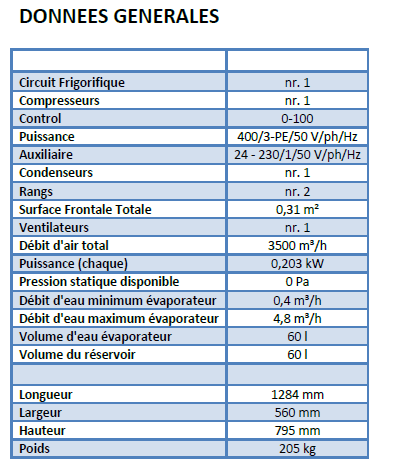 DONNEES GENERALES
Circuit Frigorifique nr. 1
Compresseurs nr. 1
Control 0-100
Puissance 400/3-PE/50 V/ph/Hz
Auxiliaire 24 - 230/1/50 V/ph/Hz
Condenseurs nr. 1
Rangs nr. 2
Surface Frontale Totale 0,31 m²
Ventilateurs nr. 1
Débit d'air total 3500 m³/h
Puissance (chaque) 0,203 kW
Pression statique disponible 0 Pa
Débit d'eau minimum évaporateur 0,4 m³/h
Débit d'eau maximum évaporateur 4,8 m³/h
Volume d'eau évaporateur 60 l
Volume du réservoir 60 l
Longueur 1284 mm
Largeur 560 mm
Hauteur 795 mm
Poids 205 kg